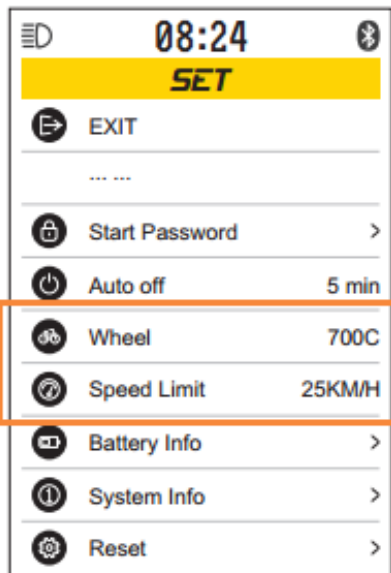 08:24
SET
EXIT
--- ---
Start Password >
Auto off 5 min
Wheel 700C
Speed Limit 25KM/H
Battery Info >
System Info >
Reset >